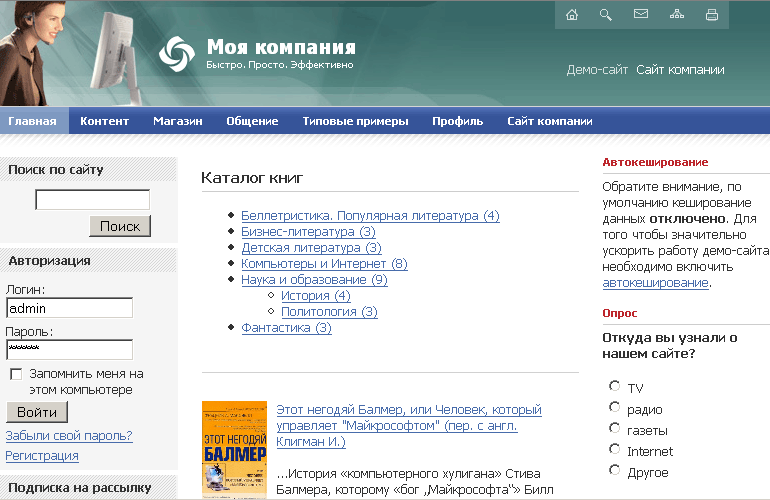 Моя компания
Быстро. Просто. Эффективно
Демо-сайт Сайт компании
Главная Контент Магазин Общение Типовые примеры Профиль Сайт компании
Поиск по сайту
Поиск
Авторизация
Логин:
admin
Пароль:
******
Запомнить меня на
этом компьютере
Войти
Забыли свой пароль?
Регистрация
Подписка на рассылку
Каталог книг
Беллетристика. Популярная литература (4)
Бизнес-литература (3)
Детская литература (3)
Компьютеры и Интернет (8)
Наука и образование (9)
История (4)
Политология (3)
Фантастика (3)
ЭТОТ НЕГОДЯЙ
БАЛМЕР
Этот негодяй Балмер, или Человек, который
управляет "Майкрософтом" (пер. с англ.
Клигман И.)
...История «компьютерного хулигана» Стива
Балмера, которому «бог „Майкрософта“» Билл
Автокеширование
Обратите внимание, по
умолчанию кеширование
данных отключено. Для
того чтобы значительно
ускорить работу демо-сайта
необходимо включить
автокеширование.
Опрос
Откуда вы узнали о
нашем сайте?
TV
радио
газеты
Internet
Другое